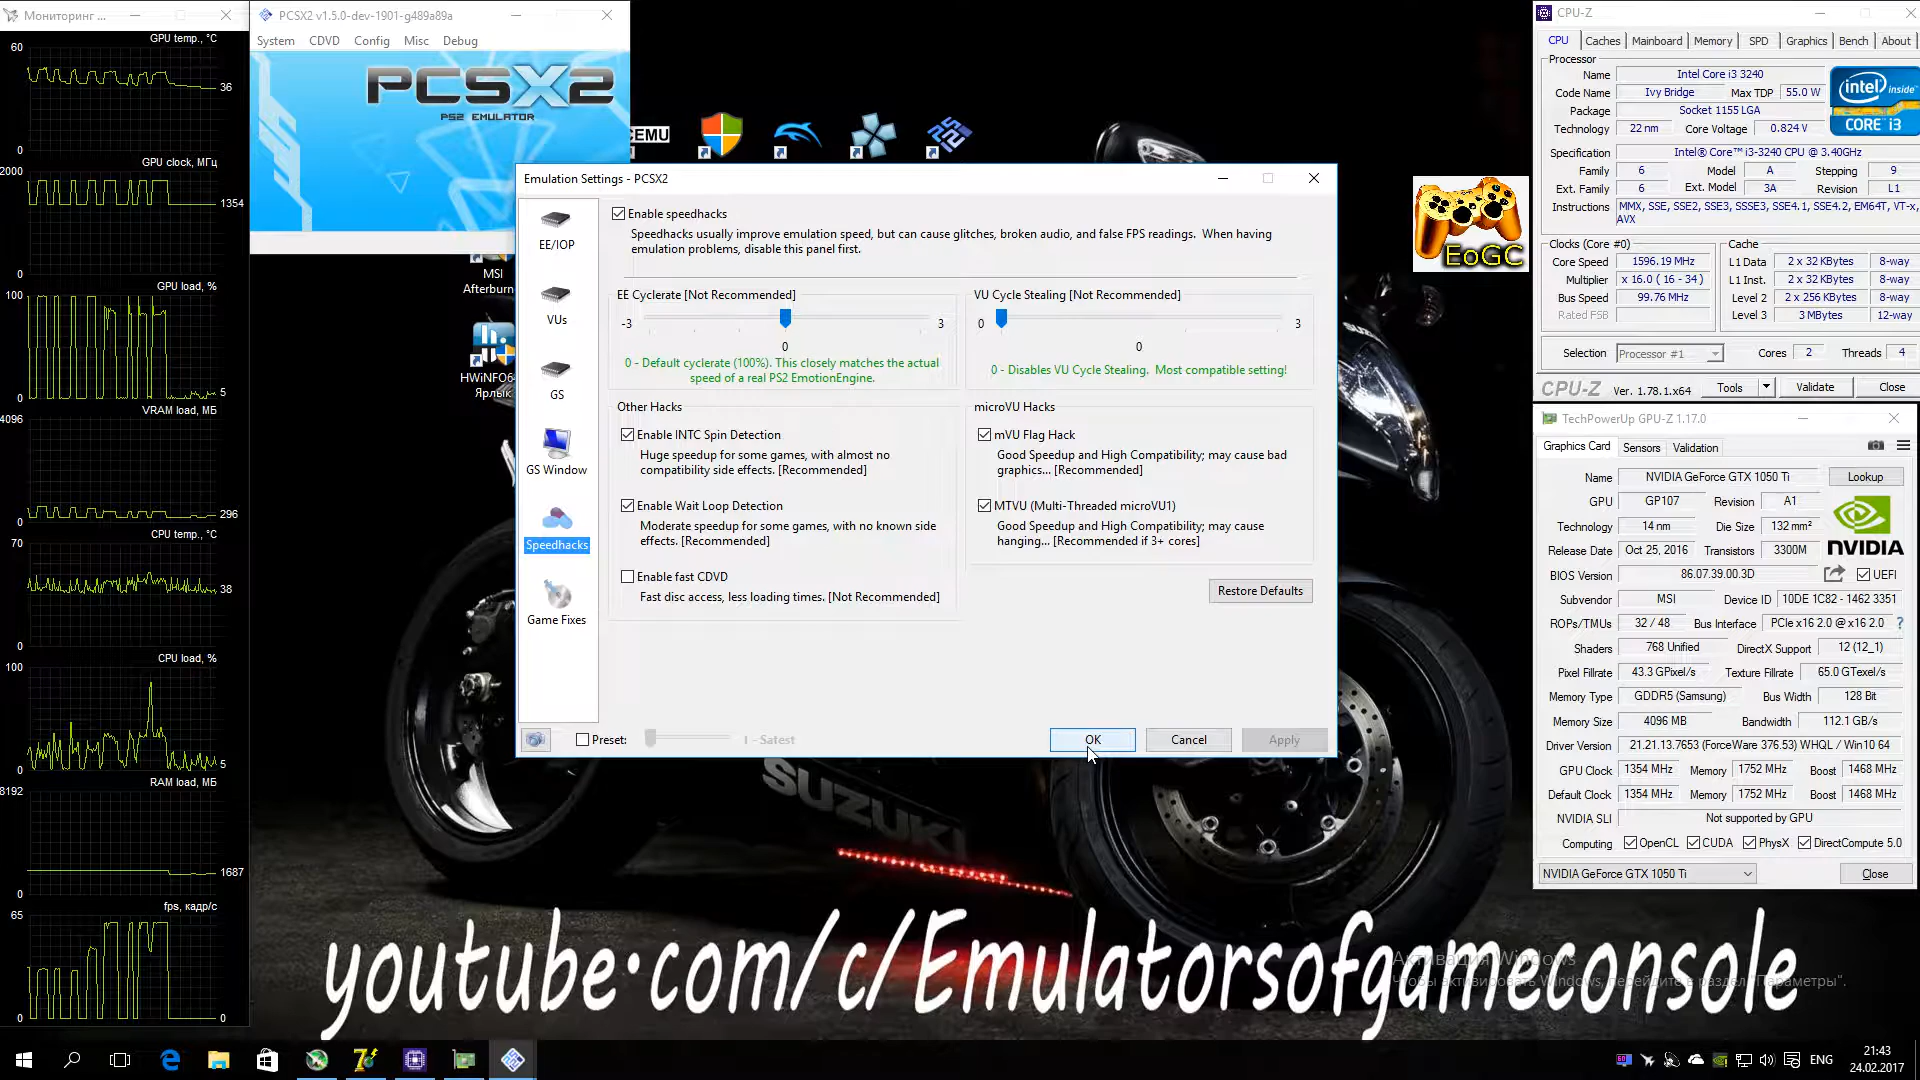 Мониторинг ...
GPU temp., °C
60
36
0
GPU clock, МГц
2000
1354
0
GPU load, %
100
5
0
VRAM load, МБ
4096
296
0
CPU temp., °C
70
38
0
CPU load, %
100
5
0
RAM load, МБ
8192
1687
0
fps, кадр/с
65
0
0
PCSX2 v1.5.0-dev-1901-g489a89a
System CDVD Config Misc Debug
PCSX2
PS2 EMULATOR
CEMU
MSI
Afterburn
HWiNFO6
Ярлык
EoGC
Emulation Settings - PCSX2
EE/IOP
VUs
GS
GS Window
Speedhacks
Game Fixes
Enable speedhacks
Speedhacks usually improve emulation speed, but can cause glitches, broken audio, and false FPS readings. When having
emulation problems, disable this panel first.
EE Cyclerate [Not Recommended]
-3
3
0
0 - Default cyclerate (100%). This closely matches the actual
speed of a real PS2 EmotionEngine.
VU Cycle Stealing [Not Recommended]
0
3
0
0 - Disables VU Cycle Stealing. Most compatible setting!
Other Hacks
Enable INTC Spin Detection
Huge speedup for some games, with almost no
compatibility side effects. [Recommended]
Enable Wait Loop Detection
Moderate speedup for some games, with no known side
effects. [Recommended]
Enable fast CDVD
Fast disc access, less loading times. [Not Recommended]
microVU Hacks
mVU Flag Hack
Good Speedup and High Compatibility; may cause bad
graphics... [Recommended]
MTVU (Multi-Threaded microVU1)
Good Speedup and High Compatibility; may cause
hanging... [Recommended if 3+ cores]
Restore Defaults
Preset:
1 - Safest
OK
Cancel
Apply
SUZUKI
youtube.com/c/Emulatorsofgameconsole
CPU-Z
CPU Caches Mainboard Memory SPD Graphics Bench About
Processor
Name Intel Core i3 3240
Code Name Ivy Bridge Max TDP 55.0 W
Package Socket 1155 LGA
Technology 22 nm Core Voltage 0.824 V
intel inside
CORE i3
Specification Intel® Core™ i3-3240 CPU @ 3.40GHz
Family 6 Model A Stepping 9
Ext. Family 6 Ext. Model 3A Revision L1
Instructions MMX, SSE, SSE2, SSE3, SSSE3, SSE4.1, SSE4.2, EM64T, VT-x,
AVX
Clocks (Core #0)
Core Speed 1596.19 MHz
Multiplier x 16.0 ( 16 - 34 )
Bus Speed 99.76 MHz
Rated FSB
Cache
L1 Data 2 x 32 KBytes 8-way
L1 Inst. 2 x 32 KBytes 8-way
Level 2 2 x 256 KBytes 8-way
Level 3 3 MBytes 12-way
Selection Processor #1 Cores 2 Threads 4
CPU-Z Ver. 1.78.1.x64 Tools Validate Close
TechPowerUp GPU-Z 1.17.0
Graphics Card Sensors Validation
Name NVIDIA GeForce GTX 1050 Ti Lookup
GPU GP107 Revision A1
Technology 14 nm Die Size 132 mm²
Release Date Oct 25, 2016 Transistors 3300M
NVIDIA
BIOS Version 86.07.39.00.3D UEFI
Subvendor MSI Device ID 10DE 1C82 - 1462 3351
ROPs/TMUs 32 / 48 Bus Interface PCIe x16 2.0 @ x16 2.0 ?
Shaders 768 Unified DirectX Support 12 (12_1)
Pixel Fillrate 43.3 GPixel/s Texture Fillrate 65.0 GTexel/s
Memory Type GDDR5 (Samsung) Bus Width 128 Bit
Memory Size 4096 MB Bandwidth 112.1 GB/s
Driver Version 21.21.13.7653 (ForceWare 376.53) WHQL / Win10 64
GPU Clock 1354 MHz Memory 1752 MHz Boost 1468 MHz
Default Clock 1354 MHz Memory 1752 MHz Boost 1468 MHz
NVIDIA SLI Not supported by GPU
Computing OpenCL CUDA PhysX DirectCompute 5.0
NVIDIA GeForce GTX 1050 Ti Close
Активация Windows
Чтобы активировать Windows, перейдите в раздел "Параметры".
ENG
21:43
24.02.2017